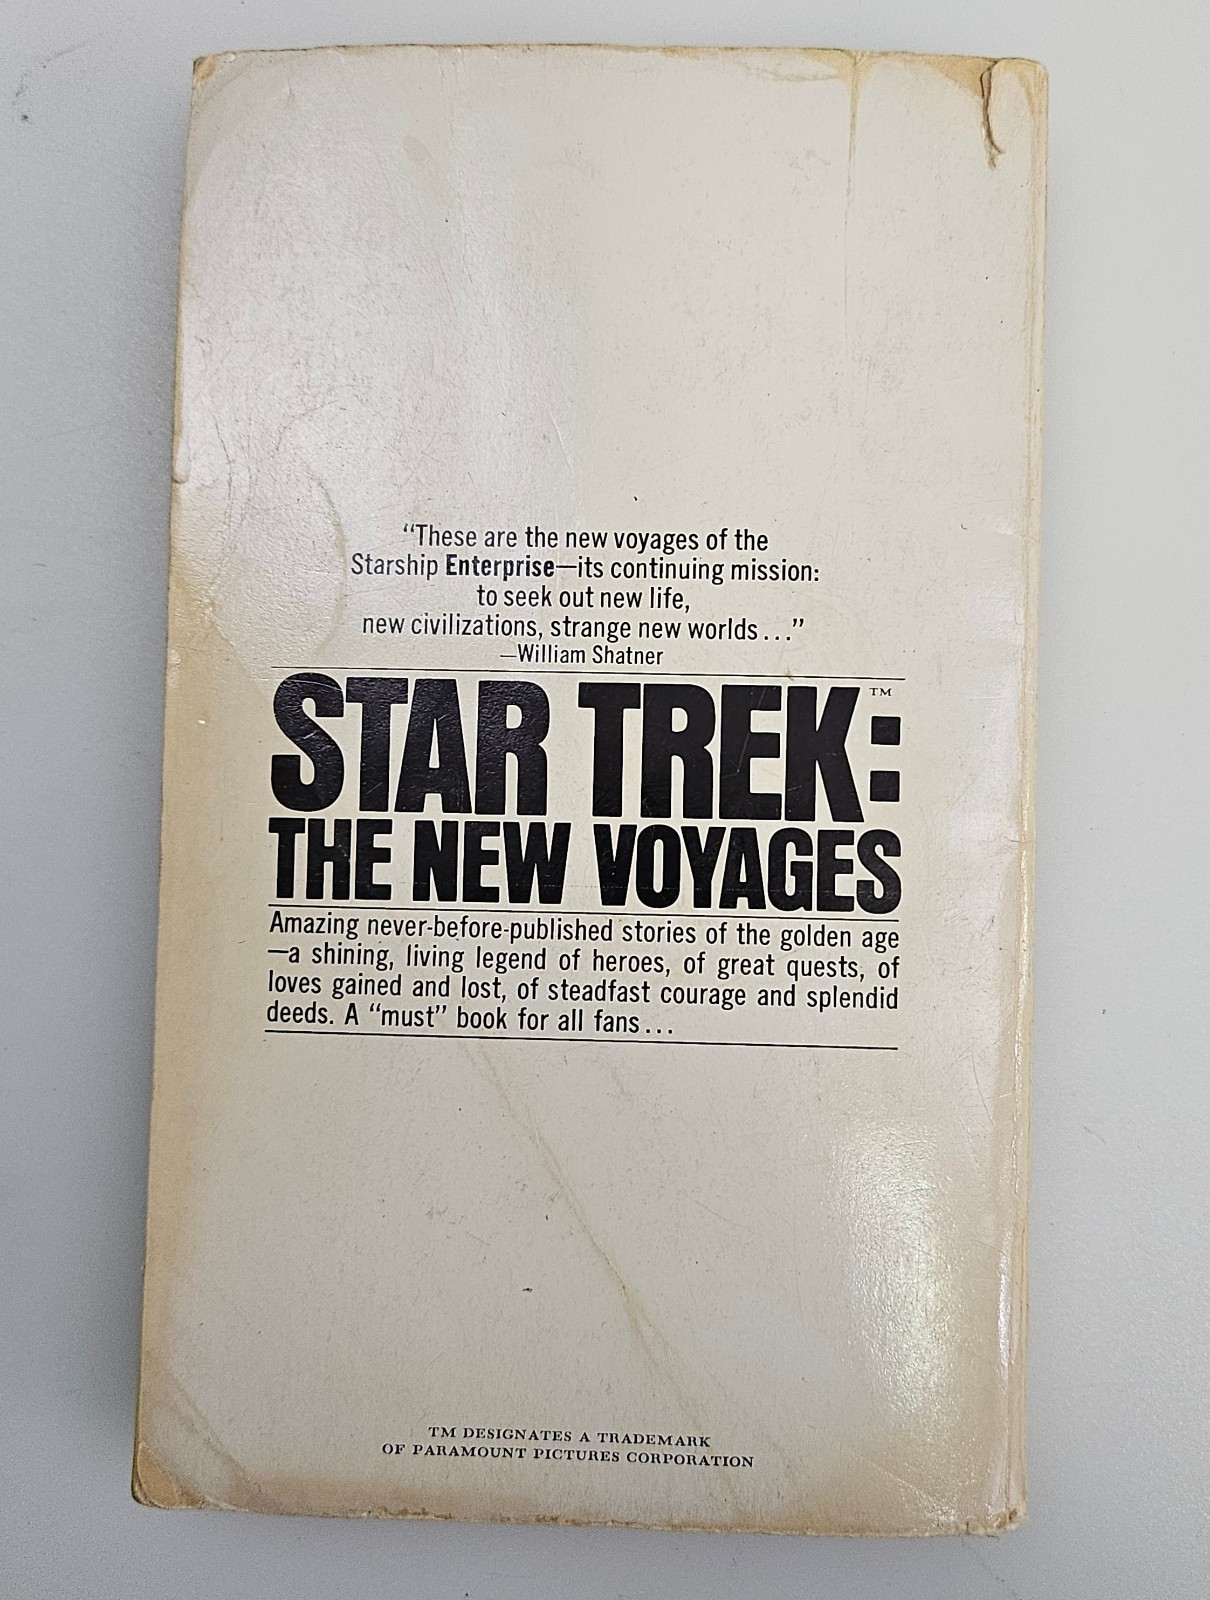 “These are the new voyages of the
Starship Enterprise—its continuing mission:
to seek out new life,
new civilizations, strange new worlds...”
—William Shatner
STAR TREK:™
THE NEW VOYAGES
Amazing never-before-published stories of the golden age
—a shining, living legend of heroes, of great quests, of
loves gained and lost, of steadfast courage and splendid
deeds. A “must” book for all fans...
TM DESIGNATES A TRADEMARK
OF PARAMOUNT PICTURES CORPORATION